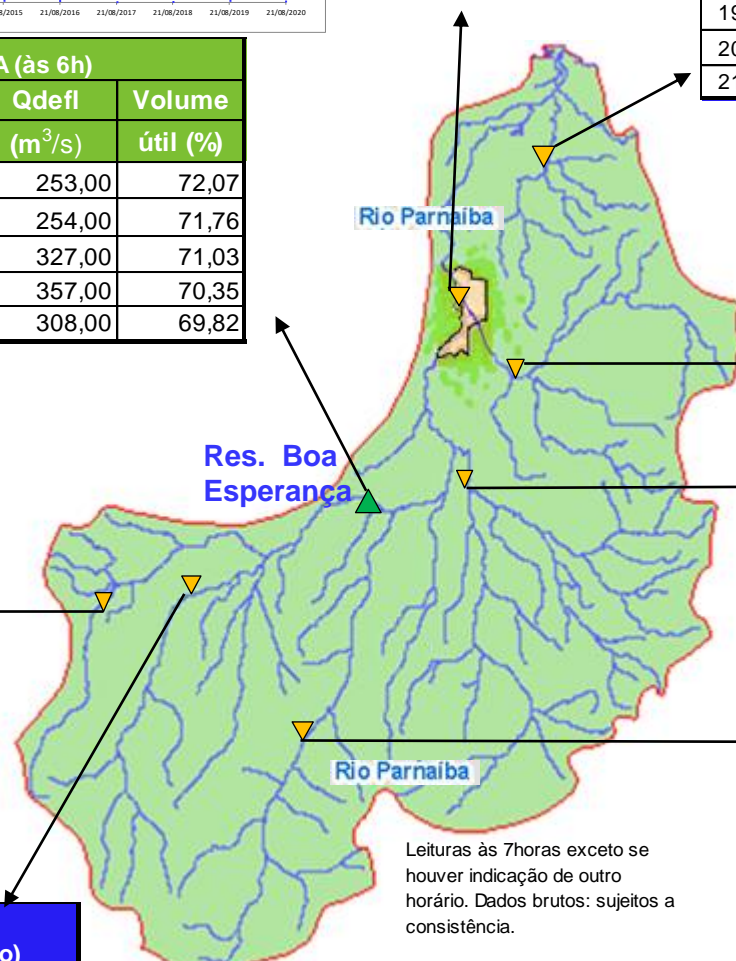 21/08/2016 21/08/2017 21/08/2018 21/08/2019 21/08/2020
A (às 6h)
Qdefl Volume
(m³/s) útil (%)
253,00 72,07
254,00 71,76
327,00 71,03
357,00 70,35
308,00 69,82
19
20
21
Rio Parnaíba
Res. Boa
Esperança
Rio Parnaíba
Leituras às 7horas exceto se
houver indicação de outro
horário. Dados brutos: sujeitos a
consistência.